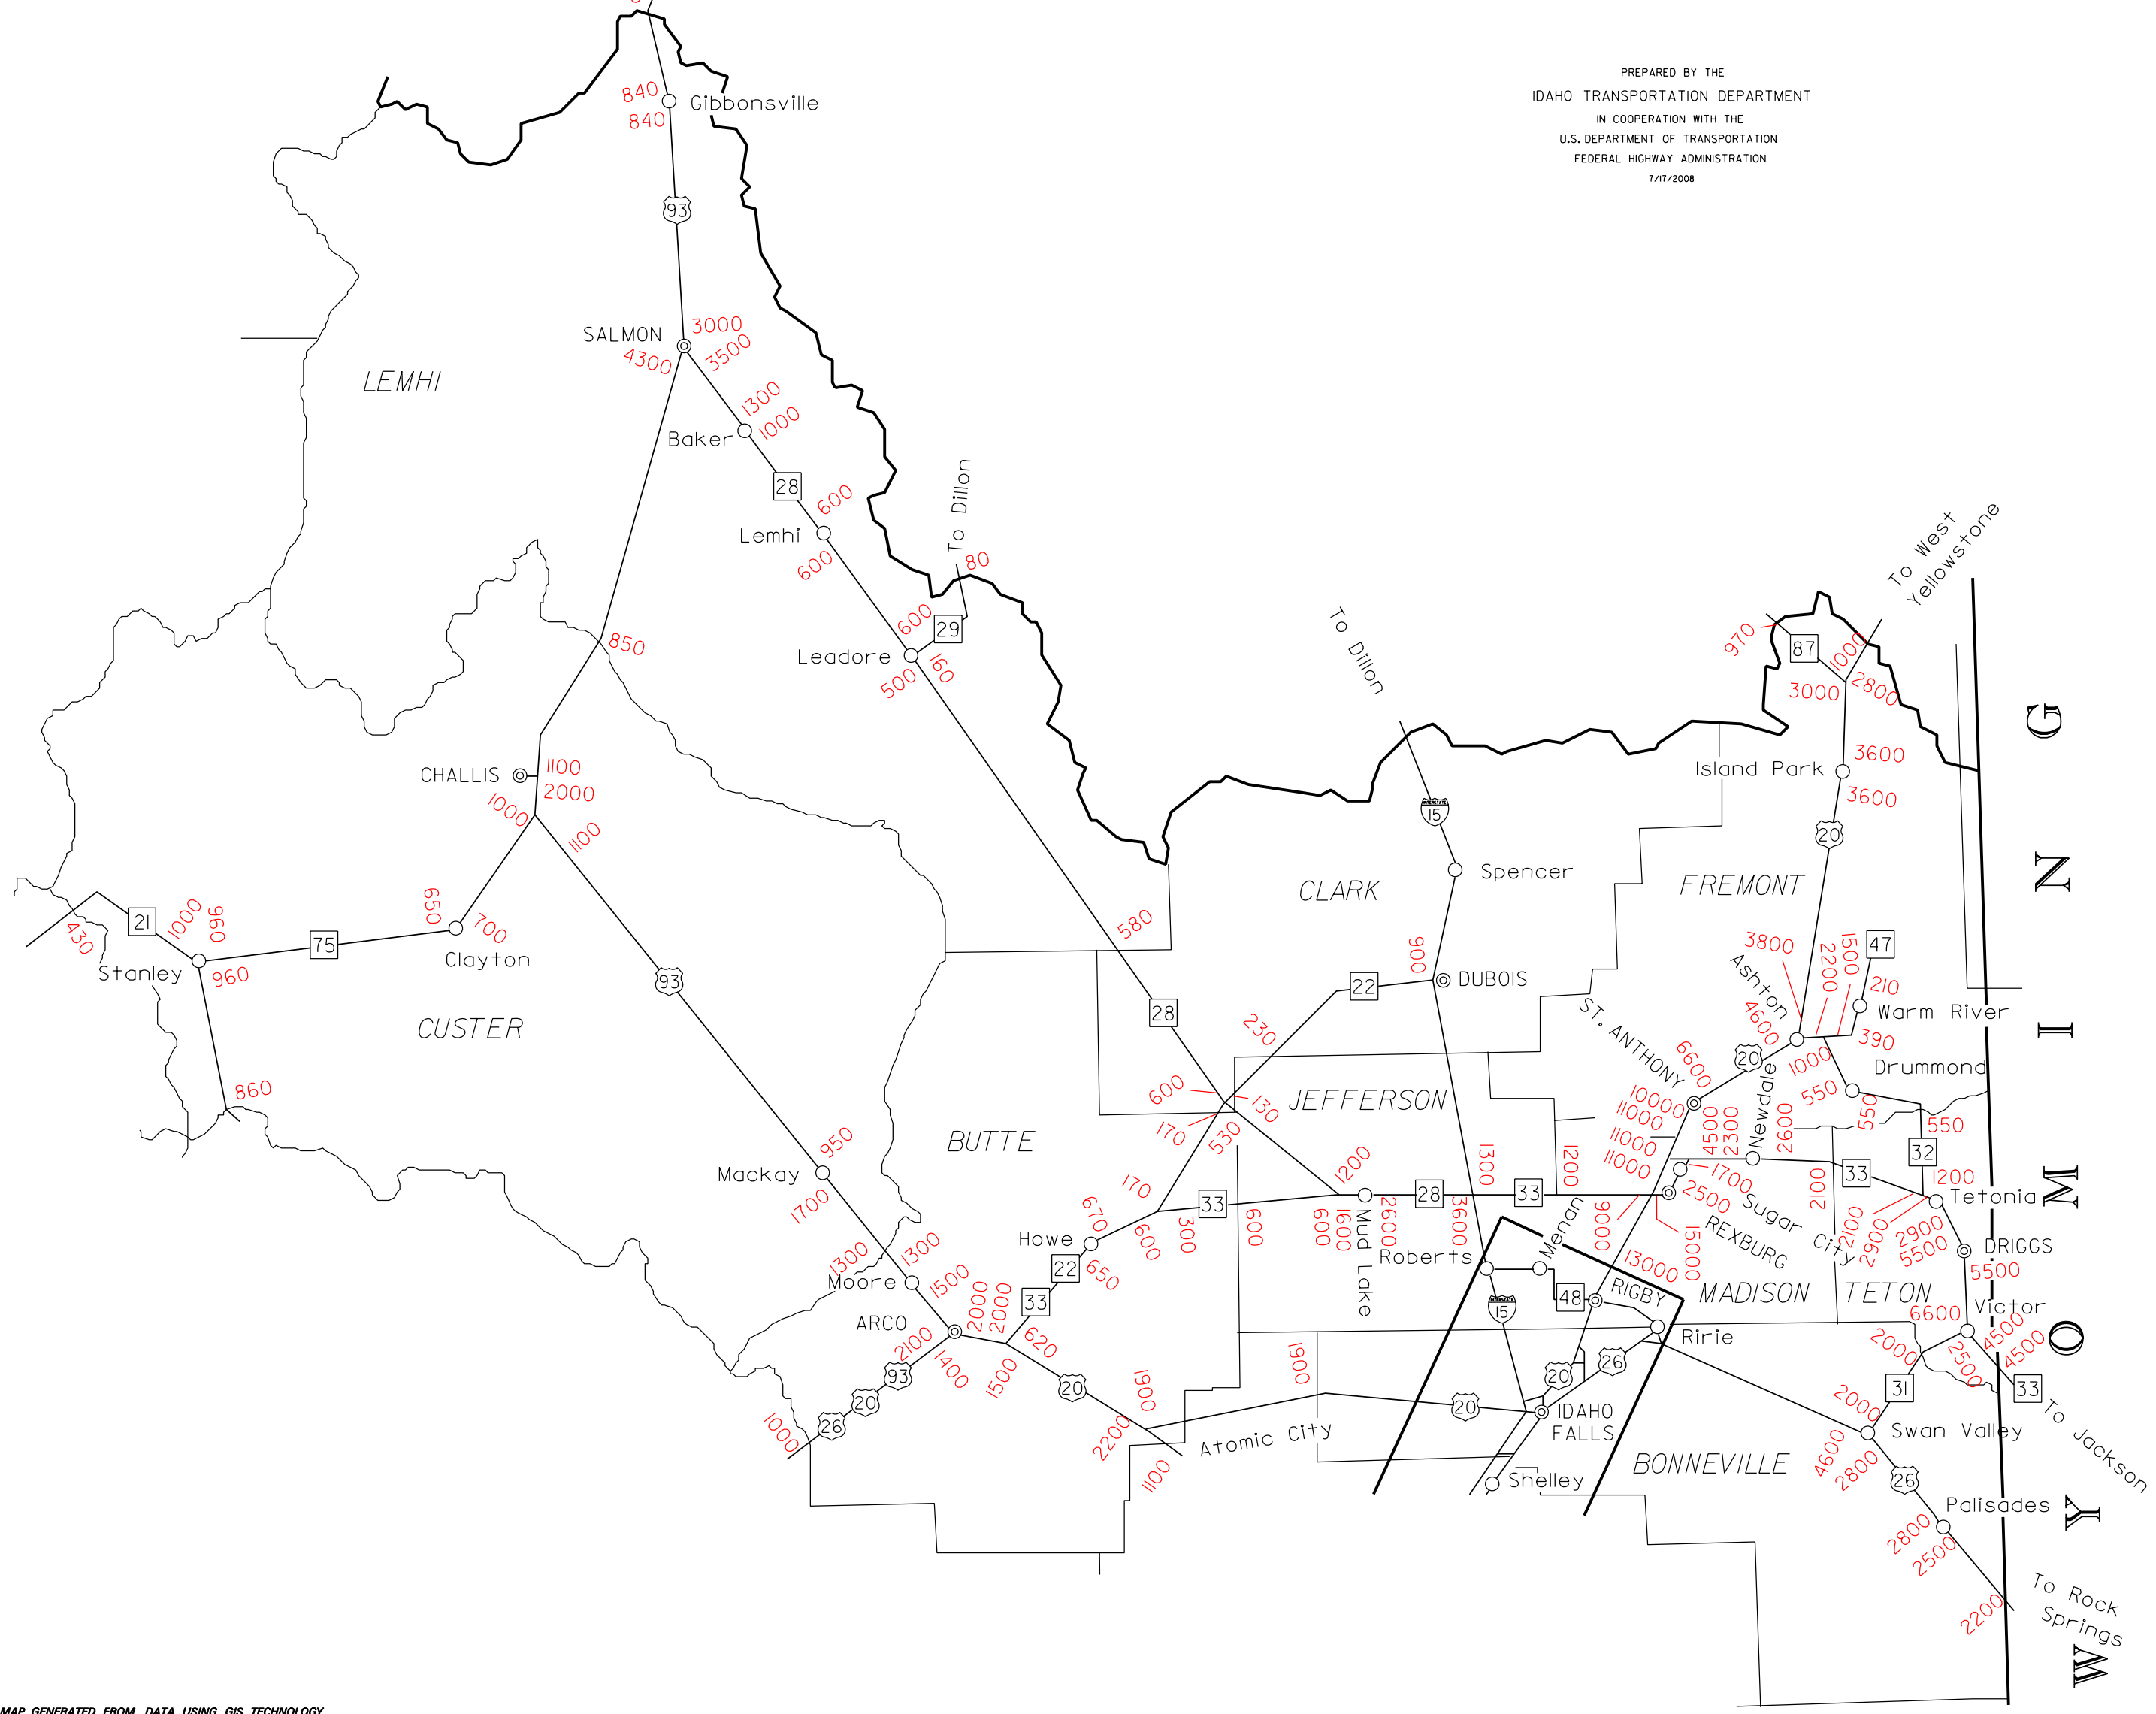 PREPARED BY THE
IDAHO TRANSPORTATION DEPARTMENT
IN COOPERATION WITH THE
U.S. DEPARTMENT OF TRANSPORTATION
FEDERAL HIGHWAY ADMINISTRATION
7/17/2008
840
Gibbonsville
840
93
SALMON
3000
3500
4300
LEMHI
1300
1000
Baker
28
600
Lemhi
600
To Dillon
80
600
29
Leadore
160
500
850
To Dillon
To West
Yellowstone
970
87
1000
3000
2800
G
CHALLIS
1100
2000
1000
1100
Island Park
3600
3600
15
20
Spencer
CLARK
FREMONT
N
430
21
1000
960
75
650
700
Clayton
Stanley
960
93
580
900
22
DUBOIS
3800
Ashton
2200
1500
47
210
Warm River
CUSTER
28
230
ST. ANTHONY
4600
I
390
860
600
130
JEFFERSON
6600
20
1000
Drummond
550
550
550
170
530
10000
11000
11000
11000
4500
2300
Newdale
2600
32
BUTTE
950
Mackay
1700
170
33
1200
28
1300
33
1200
1700
2500
Sugar City
REXBURG
2100
33
1200
Tetonia
M
670
Howe
600
300
600
600
1600
Mud Lake
2600
3600
Menan
9000
15000
2100
2900
2900
5500
DRIGGS
5500
1300
1300
Moore
1500
22
650
33
Roberts
15
48
RIGBY
13000
MADISON
TETON
ARCO
2000
2000
620
6600
Victor
4500
4500
O
2100
1400
1500
93
20
26
1000
20
1900
1900
Ririe
2000
2500
31
33
To Jackson
20
20
26
IDAHO
FALLS
2200
Atomic City
1100
2000
Swan Valley
Shelley
BONNEVILLE
4600
2800
26
Palisades
Y
2800
2500
2200
To Rock
Springs
W
MAP GENERATED FROM DATA USING GIS TECHNOLOGY